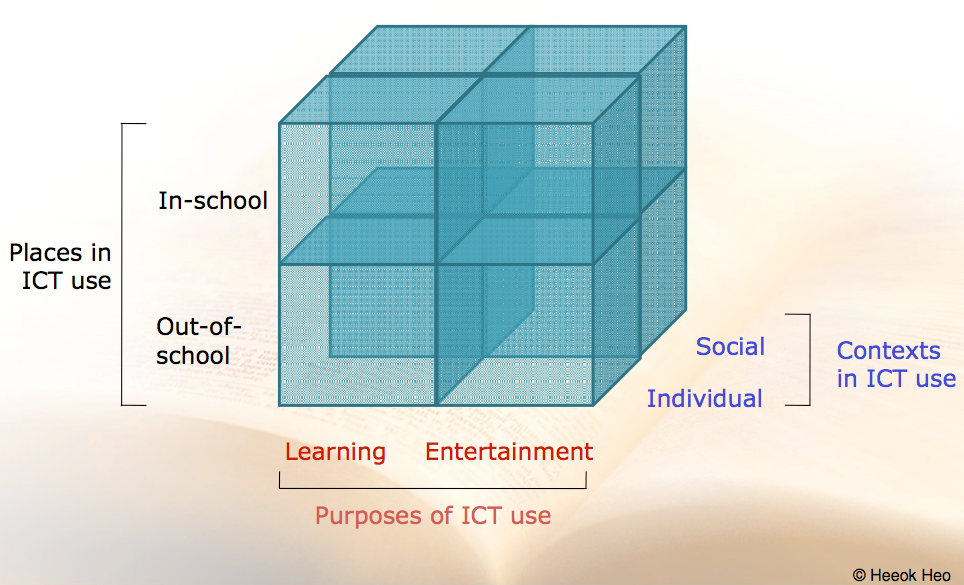 In-school
Places in
ICT use
Out-of-
school
Social
Individual
Contexts
in ICT use
Learning
Entertainment
Purposes of ICT use
© Heeok Heo